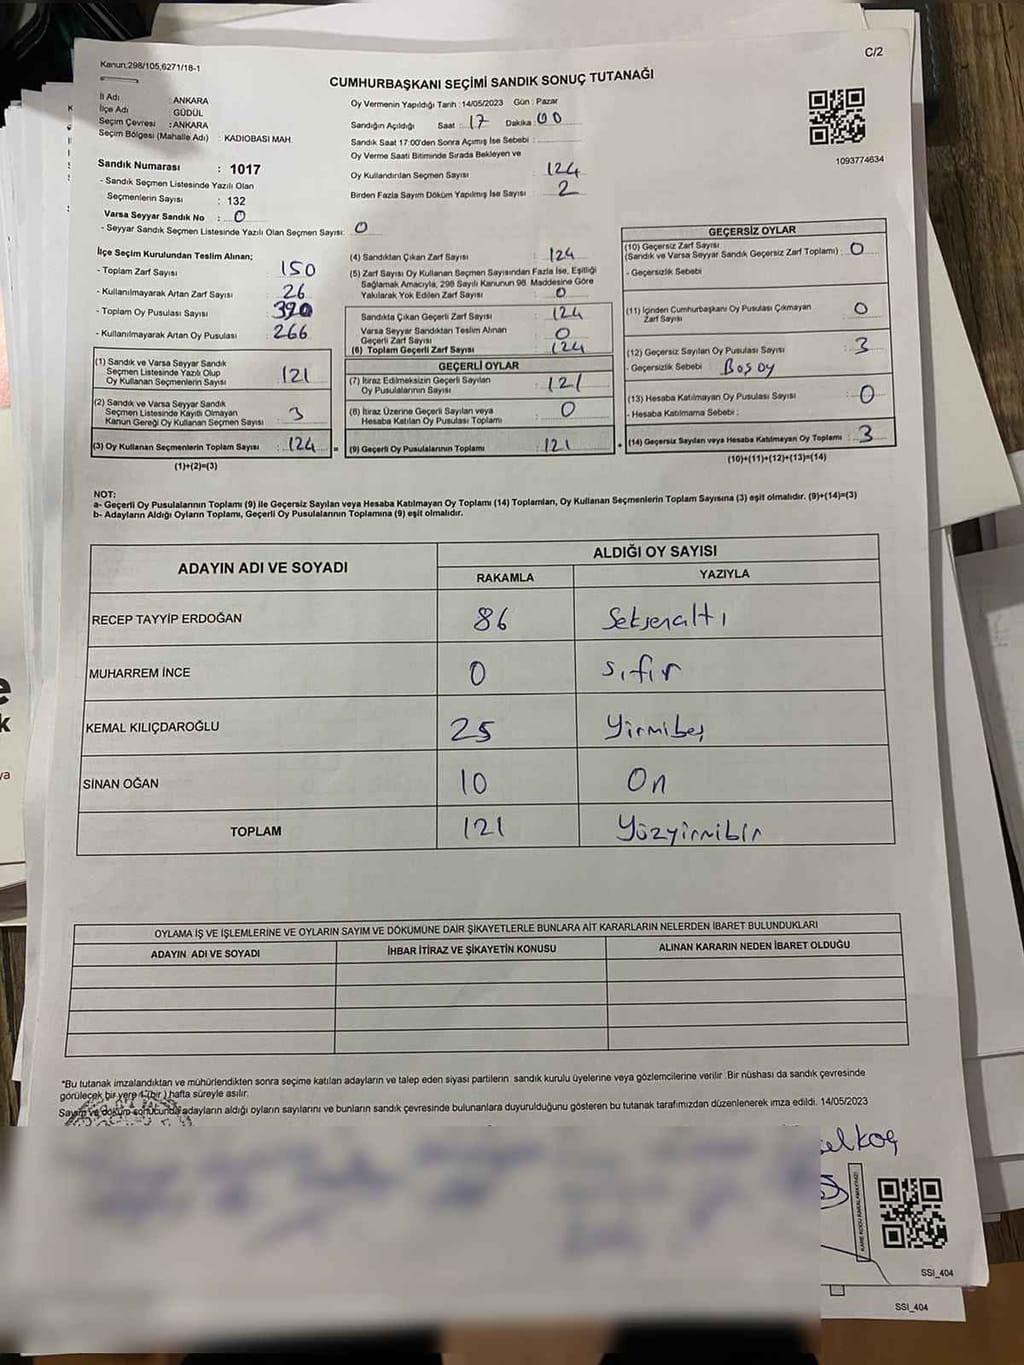 Kanun;298/105,6271/18-1
C/2
CUMHURBAŞKANI SEÇİMİ SANDIK SONUÇ TUTANAĞI
İl Adı : ANKARA
İlçe Adı : GÜDÜL
Seçim Çevresi : ANKARA
Seçim Bölgesi (Mahalle Adı) : KADIOBASI MAH.
Sandık Numarası : 1017
- Sandık Seçmen Listesinde Yazılı Olan
Seçmenlerin Sayısı : 132
Varsa Seyyar Sandık No : 0
- Seyyar Sandık Seçmen Listesinde Yazılı Olan Seçmen Sayısı: 0
Oy Vermenin Yapıldığı Tarih :14/05/2023 Gün : Pazar
Sandığın Açıldığı Saat : 17 Dakika 00
Sandık Saat 17:00'den Sonra Açımış İse Sebebi :
Oy Verme Saati Bitiminde Sırada Bekleyen ve
Oy Kullandırılan Seçmen Sayısı 124
Birden Fazla Sayım Döküm Yapılmış İse Sayısı 2
1093774634
İlçe Seçim Kurulundan Teslim Alınan;
- Toplam Zarf Sayısı 150
- Kullanılmayarak Artan Zarf Sayısı 26
- Toplam Oy Pusulası Sayısı 390
- Kullanılmayarak Artan Oy Pusulası 266
(1) Sandık ve Varsa Seyyar Sandık
Seçmen Listesinde Yazılı Olup
Oy Kullanan Seçmenlerin Sayısı 121
(2) Sandık ve Varsa Seyyar Sandık
Seçmen Listesinde Kayıtlı Olmayan
Kanun Gereği Oy Kullanan Seçmen Sayısı 3
(3) Oy Kullanan Seçmenlerin Toplam Sayısı : 124 =
(1)+(2)=(3)
(4) Sandıktan Çıkan Zarf Sayısı : 124
(5) Zarf Sayısı Oy Kullanan Seçmen Sayısından Fazla İse, Eşitliği
Sağlamak Amacıyla, 298 Sayılı Kanunun 98. Maddesine Göre
Yakılarak Yok Edilen Zarf Sayısı : 0
Sandıkta Çıkan Geçerli Zarf Sayısı : 124
Varsa Seyyar Sandıktan Teslim Alınan
Geçerli Zarf Sayısı : 0
(6) Toplam Geçerli Zarf Sayısı : 124
GEÇERLİ OYLAR
(7) İtiraz Edilmeksizin Geçerli Sayılan
Oy Pusulalarının Sayısı : 121
(8) İtiraz Üzerine Geçerli Sayılan veya
Hesaba Katılan Oy Pusulası Toplamı : 0
(9) Geçerli Oy Pusulalarının Toplamı : 121 +
GEÇERSİZ OYLAR
(10) Geçersiz Zarf Sayısı
(Sandık ve Varsa Seyyar Sandık Geçersiz Zarf Toplamı) : 0
- Geçersizlik Sebebi
(11) İçinden Cumhurbaşkanı Oy Pusulası Çıkmayan
Zarf Sayısı 0
(12) Geçersiz Sayılan Oy Pusulası Sayısı : 3
- Geçersizlik Sebebi : Boş oy
(13) Hesaba Katılmayan Oy Pusulası Sayısı : 0
- Hesaba Katılmama Sebebi :
(14) Geçersiz Sayılan veya Hesaba Katılmayan Oy Toplamı : 3
(10)+(11)+(12)+(13)=(14)
NOT:
a- Geçerli Oy Pusulalarının Toplamı (9) ile Geçersiz Sayılan veya Hesaba Katılmayan Oy Toplamı (14) Toplamları, Oy Kullanan Seçmenlerin Toplam Sayısına (3) eşit olmalıdır. (9)+(14)=(3)
b- Adayların Aldığı Oyların Toplamı, Geçerli Oy Pusulalarının Toplamına (9) eşit olmalıdır.
ADAYIN ADI VE SOYADI ALDIĞI OY SAYISI
RAKAMLA YAZIYLA
RECEP TAYYİP ERDOĞAN 86 Seksenaltı
MUHARREM İNCE 0 sıfır
KEMAL KILIÇDAROĞLU 25 Yirmibeş
SİNAN OĞAN 10 On
TOPLAM 121 Yüzyirmibir
OYLAMA İŞ VE İŞLEMLERİNE VE OYLARIN SAYIM VE DÖKÜMÜNE DAİR ŞİKAYETLERLE BUNLARA AİT KARARLARIN NELERDEN İBARET BULUNDUKLARI
ADAYIN ADI VE SOYADI İHBAR İTİRAZ VE ŞİKAYETİN KONUSU ALINAN KARARIN NEDEN İBARET OLDUĞU
*Bu tutanak imzalandıktan ve mühürlendikten sonra seçime katılan adayların ve talep eden siyasi partilerin sandık kurulu üyelerine veya gözlemcilerine verilir .Bir nüshası da sandık çevresinde
görülecek bir yere 1 (bir ) hafta süreyle asılır.
Sayım ve döküm sonucunda adayların aldığı oyların sayılarını ve bunların sandık çevresinde bulunanlara duyurulduğunu gösteren bu tutanak tarafımızdan düzenlenerek imza edildi. 14/05/2023
KARE KODU KARALAMAYINIZ!
SSI_404
SSI_404